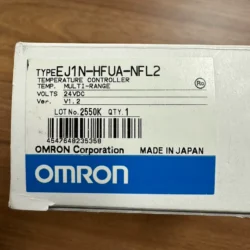 TYPE EJ1N-HFUA-NFL2
TEMPERATURE CONTROLLER
TEMP. MULTI-RANGE
VOLTS 24VDC
Ver. V1.2
LOT No. 2550K QTY. 1
4547648235358
OMRON Corporation MADE IN JAPAN
OMRON